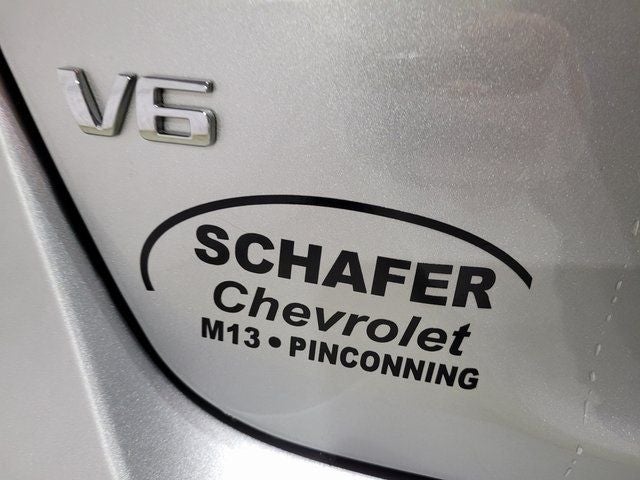 V6
SCHAFER
Chevrolet
M13 • PINCONNING